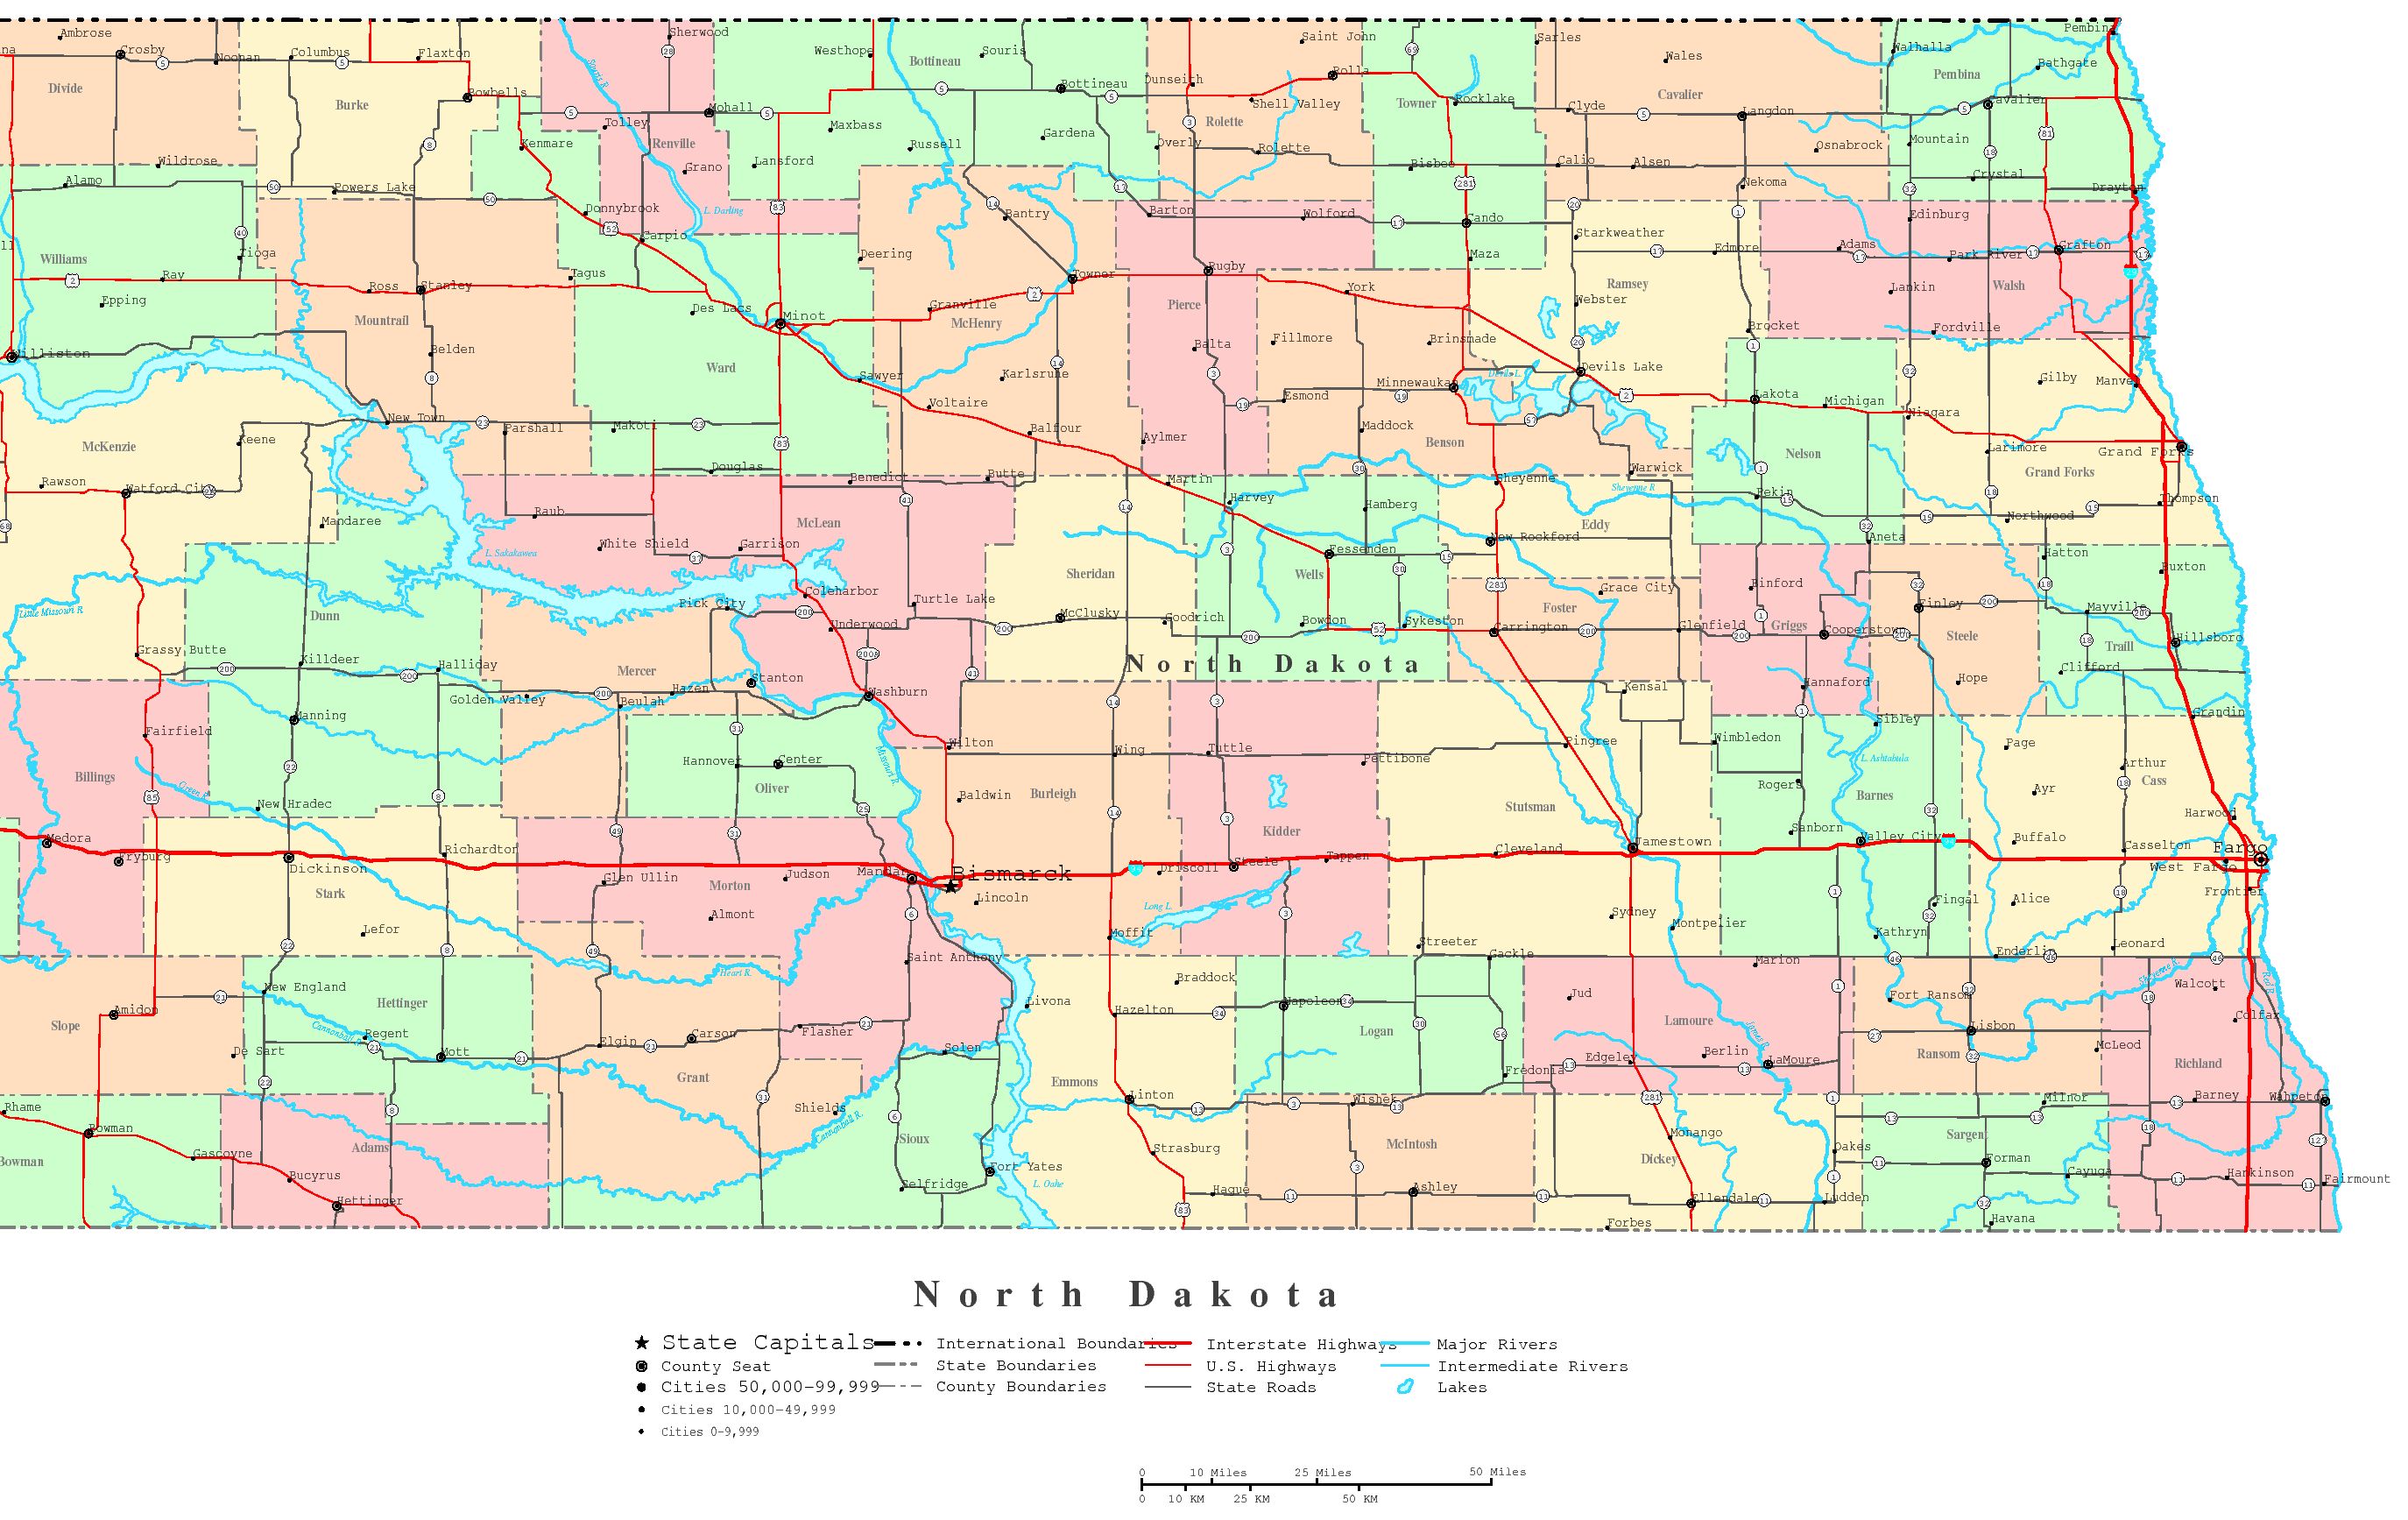 Ambrose
Crosby
Noonan
Columbus
Flaxton
Sherwood
Westhope
Souris
Saint John
Sarles
Wales
Walhalla
Pembina
Bathgate
Divide
Burke
Bowbells
Bottineau
Bottineau
Dunseith
Rolla
Shell Valley
Towner
Rocklake
Cavalier
Clyde
Langdon
Pembina
Cavalier
Souris R.
Mohall
Tolley
Renville
Kenmare
Grano
Lansford
Maxbass
Russell
Gardena
Overly
Rolette
Rolette
Bisbee
Calio
Alsen
Osnabrock
Mountain
Wildrose
Alamo
Powers Lake
Donnybrook
L. Darling
Carpio
Bantry
Barton
Wolford
Cando
Nekoma
Crystal
Drayton
Edinburg
Starkweather
Edmore
Adams
Park River
Grafton
Williams
Tioga
Ray
Epping
Ross
Stanley
Tagus
Deering
Towner
Rugby
Maza
Ramsey
Webster
Lankin
Walsh
Mountrail
Des Lacs
Minot
Granville
McHenry
Pierce
York
Fillmore
Brinsmade
Brocket
Fordville
Williston
Belden
Ward
Sawyer
Karlsruhe
Balta
Minnewaukan
Devils L.
Devils Lake
Gilby
Manvel
New Town
Voltaire
Esmond
Lakota
Michigan
Niagara
McKenzie
Keene
Parshall
Makoti
Balfour
Aylmer
Maddock
Benson
Nelson
Larimore
Grand Forks
Grand Forks
Rawson
Watford City
Douglas
Benedict
Butte
Martin
Warwick
Sheyenne
Sheyenne R.
Pekin
Thompson
Mandaree
Raub
McLean
Harvey
Hamberg
Eddy
Northwood
White Shield
Garrison
L. Sakakawea
Sheridan
Wells
Fessenden
New Rockford
Aneta
Hatton
Buxton
Little Missouri R.
Dunn
Pick City
Coleharbor
Turtle Lake
McClusky
Goodrich
Bowdon
Sykeston
Foster
Grace City
Binford
Finley
Mayville
Underwood
Carrington
Glenfield
Griggs
Cooperstown
Steele
Traill
Hillsboro
Grassy Butte
Killdeer
Halliday
Mercer
North Dakota
Clifford
Golden Valley
Beulah
Hazen
Stanton
Washburn
Kensal
Hannaford
Hope
Manning
Fairfield
Missouri R.
Wilton
Wing
Tuttle
Pingree
Wimbledon
Sibley
Grandin
Billings
Green R.
Hannover
Center
Pettibone
L. Ashtabula
Page
Arthur
Cass
New Hradec
Oliver
Baldwin
Burleigh
Kidder
Stutsman
Rogers
Barnes
Ayr
Harwood
Medora
Fryburg
Dickinson
Richardton
Sanborn
Valley City
Buffalo
Casselton
Fargo
West Fargo
Frontier
Stark
Glen Ullin
Morton
Judson
Mandan
Bismarck
Driscoll
Steele
Tappen
Cleveland
Jamestown
Lefor
Almont
Lincoln
Long L.
Moffit
Sydney
Montpelier
Fingal
Alice
Kathryn
Streeter
Gackle
Marion
Enderlin
Leonard
Saint Anthony
Heart R.
Braddock
New England
Hettinger
Livona
Hazelton
Napoleon
Jud
Fort Ransom
Sheyenne R.
Walcott
Red R.
Slope
Amidon
Cannonball R.
Regent
Mott
Elgin
Carson
Flasher
Solen
Logan
Lamoure
James R.
Lisbon
Colfax
De Sart
Grant
Emmons
Fredonia
Edgeley
Berlin
LaMoure
Ransom
McLeod
Richland
Rhame
Shields
Cannonball R.
Linton
Wishek
Milnor
Barney
Wahpeton
Bowman
Bowman
Adams
Sioux
Strasburg
McIntosh
Monango
Dickey
Oakes
Sargent
Forman
Gascoyne
Bucyrus
Hettinger
Fort Yates
Selfridge
L. Oahe
Hague
Ashley
Ellendale
Forbes
Ludden
Cayuga
Havana
Hankinson
Fairmount
North Dakota
State Capitals
County Seat
Cities 50,000-99,999
Cities 10,000-49,999
Cities 0-9,999
International Boundaries
State Boundaries
County Boundaries
Interstate Highways
U.S. Highways
State Roads
Major Rivers
Intermediate Rivers
Lakes
0 10 Miles 25 Miles 50 Miles
0 10 KM 25 KM 50 KM